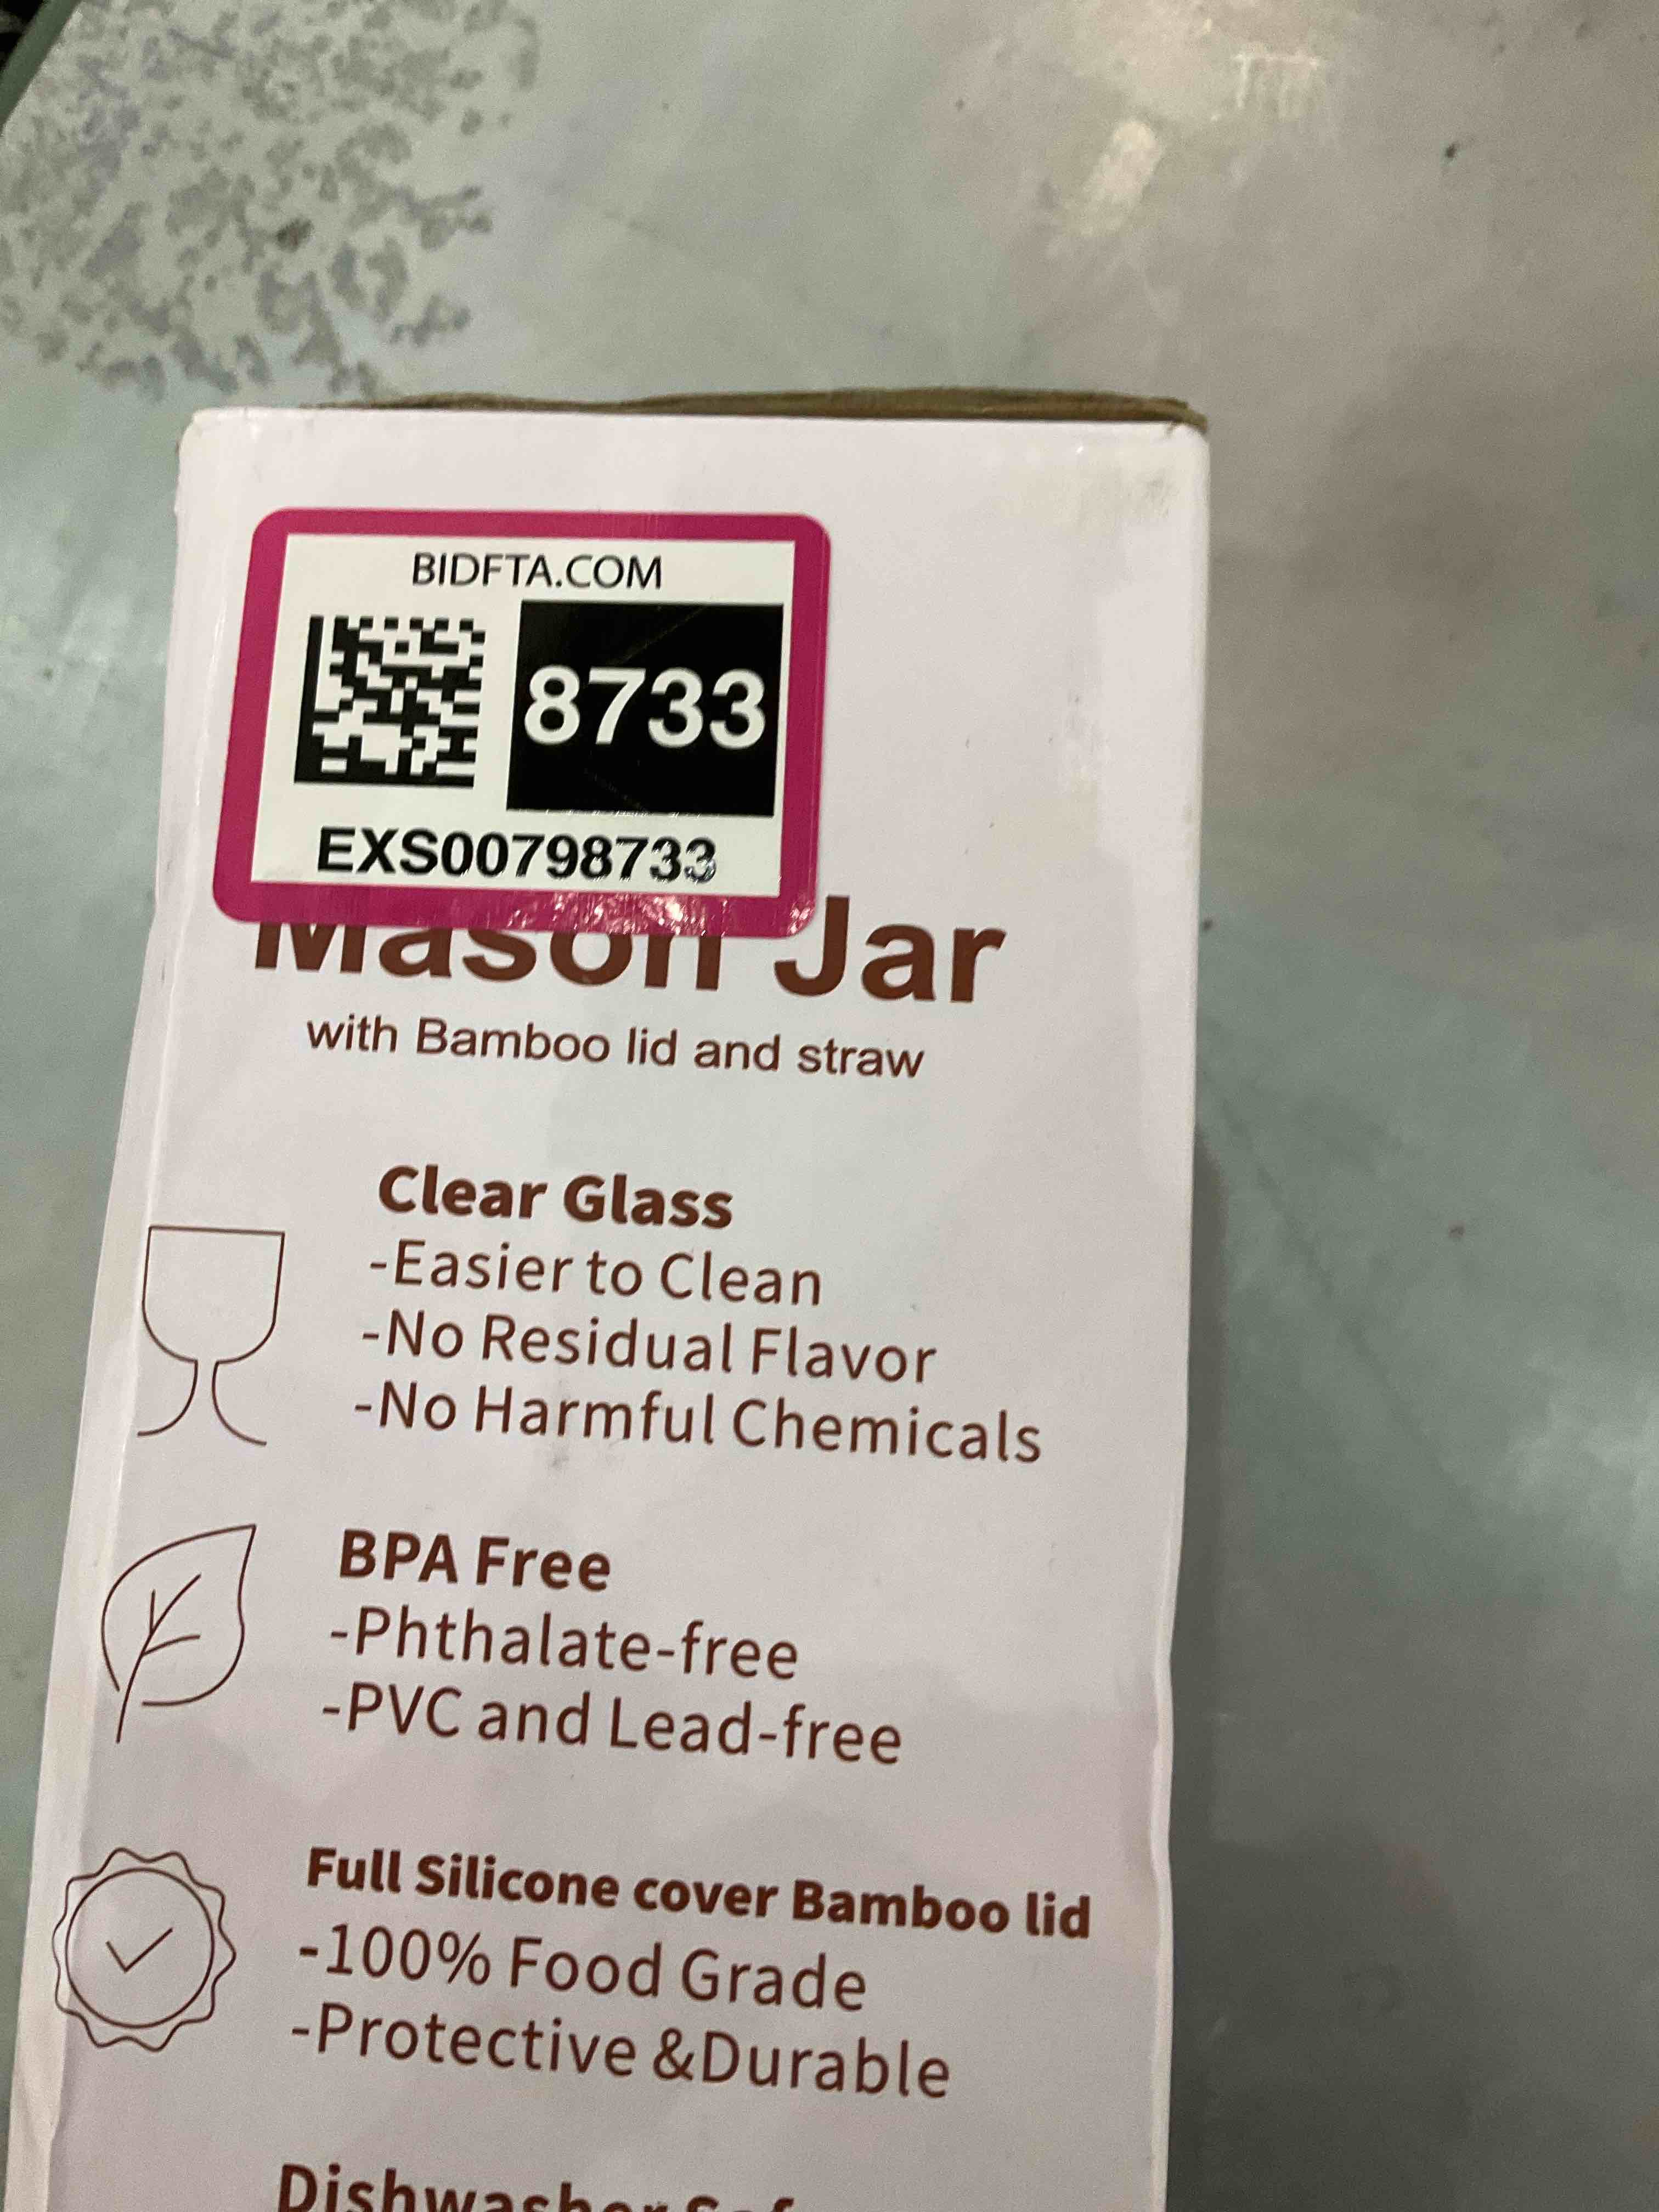 BIDFTA.COM
8733
EXS00798733
Mason Jar
with Bamboo lid and straw
Clear Glass
-Easier to Clean
-No Residual Flavor
-No Harmful Chemicals
BPA Free
-Phthalate-free
-PVC and Lead-free
Full Silicone cover Bamboo lid
-100% Food Grade
-Protective &Durable
Dishwasher